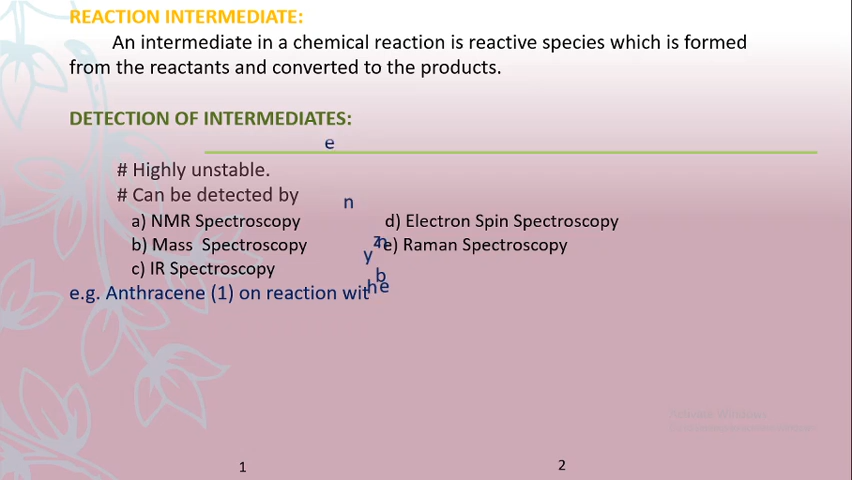 REACTION INTERMEDIATE:
An intermediate in a chemical reaction is reactive species which is formed
from the reactants and converted to the products.
DETECTION OF INTERMEDIATES:
e
# Highly unstable.
# Can be detected by
n
a) NMR Spectroscopy d) Electron Spin Spectroscopy
b) Mass Spectroscopy e) Raman Spectroscopy
zn
y
c) IR Spectroscopy
b
e.g. Anthracene (1) on reaction wit
he
1 2